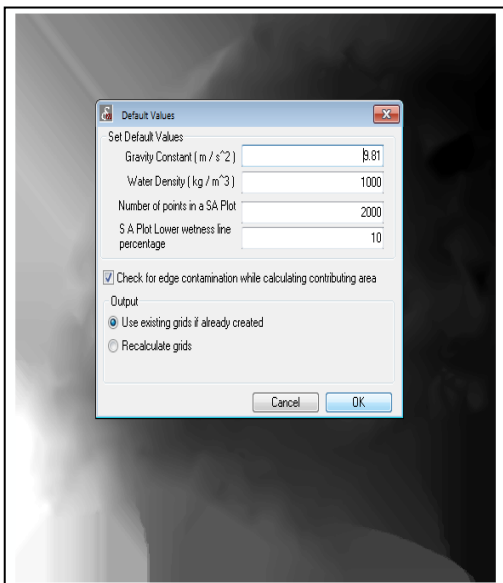 Default Values
Set Default Values
Gravity Constant ( m / s^2 )
9.81
Water Density ( kg / m^3 )
1000
Number of points in a SA Plot
2000
S A Plot Lower wetness line
percentage
10
Check for edge contamination while calculating contributing area
Output
Use existing grids if already created
Recalculate grids
Cancel
OK